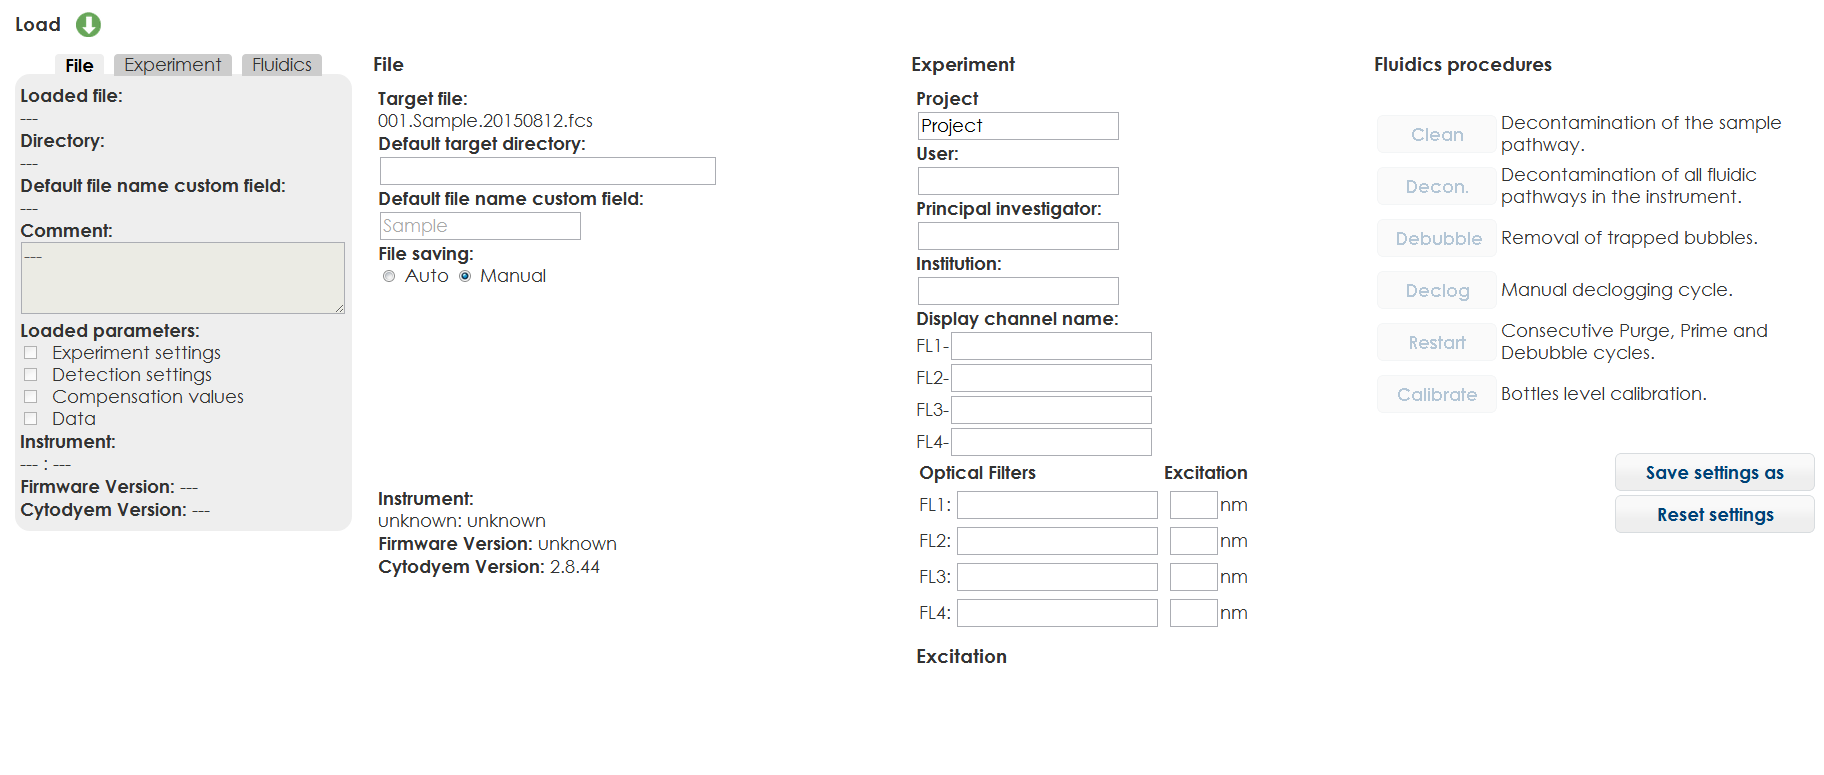 Load
File Experiment Fluidics
Loaded file:
---
Directory:
---
Default file name custom field:
---
Comment:
---
Loaded parameters:
Experiment settings
Detection settings
Compensation values
Data
Instrument:
--- : ---
Firmware Version: ---
Cytodyem Version: ---
File
Target file:
001.Sample.20150812.fcs
Default target directory:
Default file name custom field:
Sample
File saving:
Auto Manual
Instrument:
unknown: unknown
Firmware Version: unknown
Cytodyem Version: 2.8.44
Experiment
Project
Project
User:
Principal investigator:
Institution:
Display channel name:
FL1-
FL2-
FL3-
FL4-
Optical Filters Excitation
FL1: nm
FL2: nm
FL3: nm
FL4: nm
Excitation
Fluidics procedures
Clean Decontamination of the sample
pathway.
Decon. Decontamination of all fluidic
pathways in the instrument.
Debubble Removal of trapped bubbles.
Declog Manual declogging cycle.
Restart Consecutive Purge, Prime and
Debubble cycles.
Calibrate Bottles level calibration.
Save settings as
Reset settings